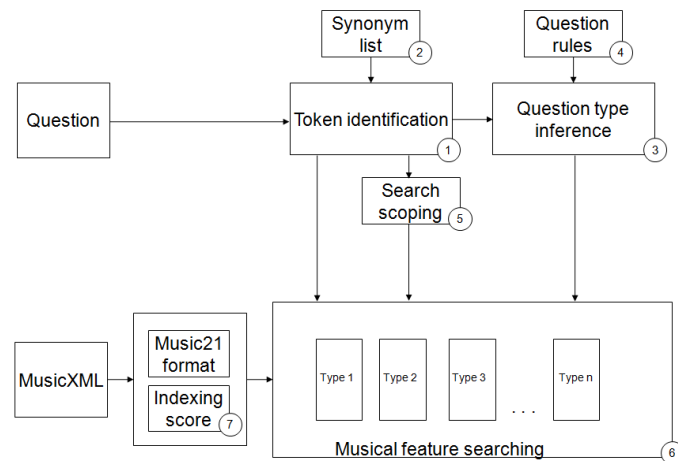 Synonym
list
2
Question
rules
4
Question
Token identification
1
Question type
inference
3
Search
scoping
5
MusicXML
Music21
format
Indexing
score
7
Type 1
Type 2
Type 3
. . .
Type n
Musical feature searching
6